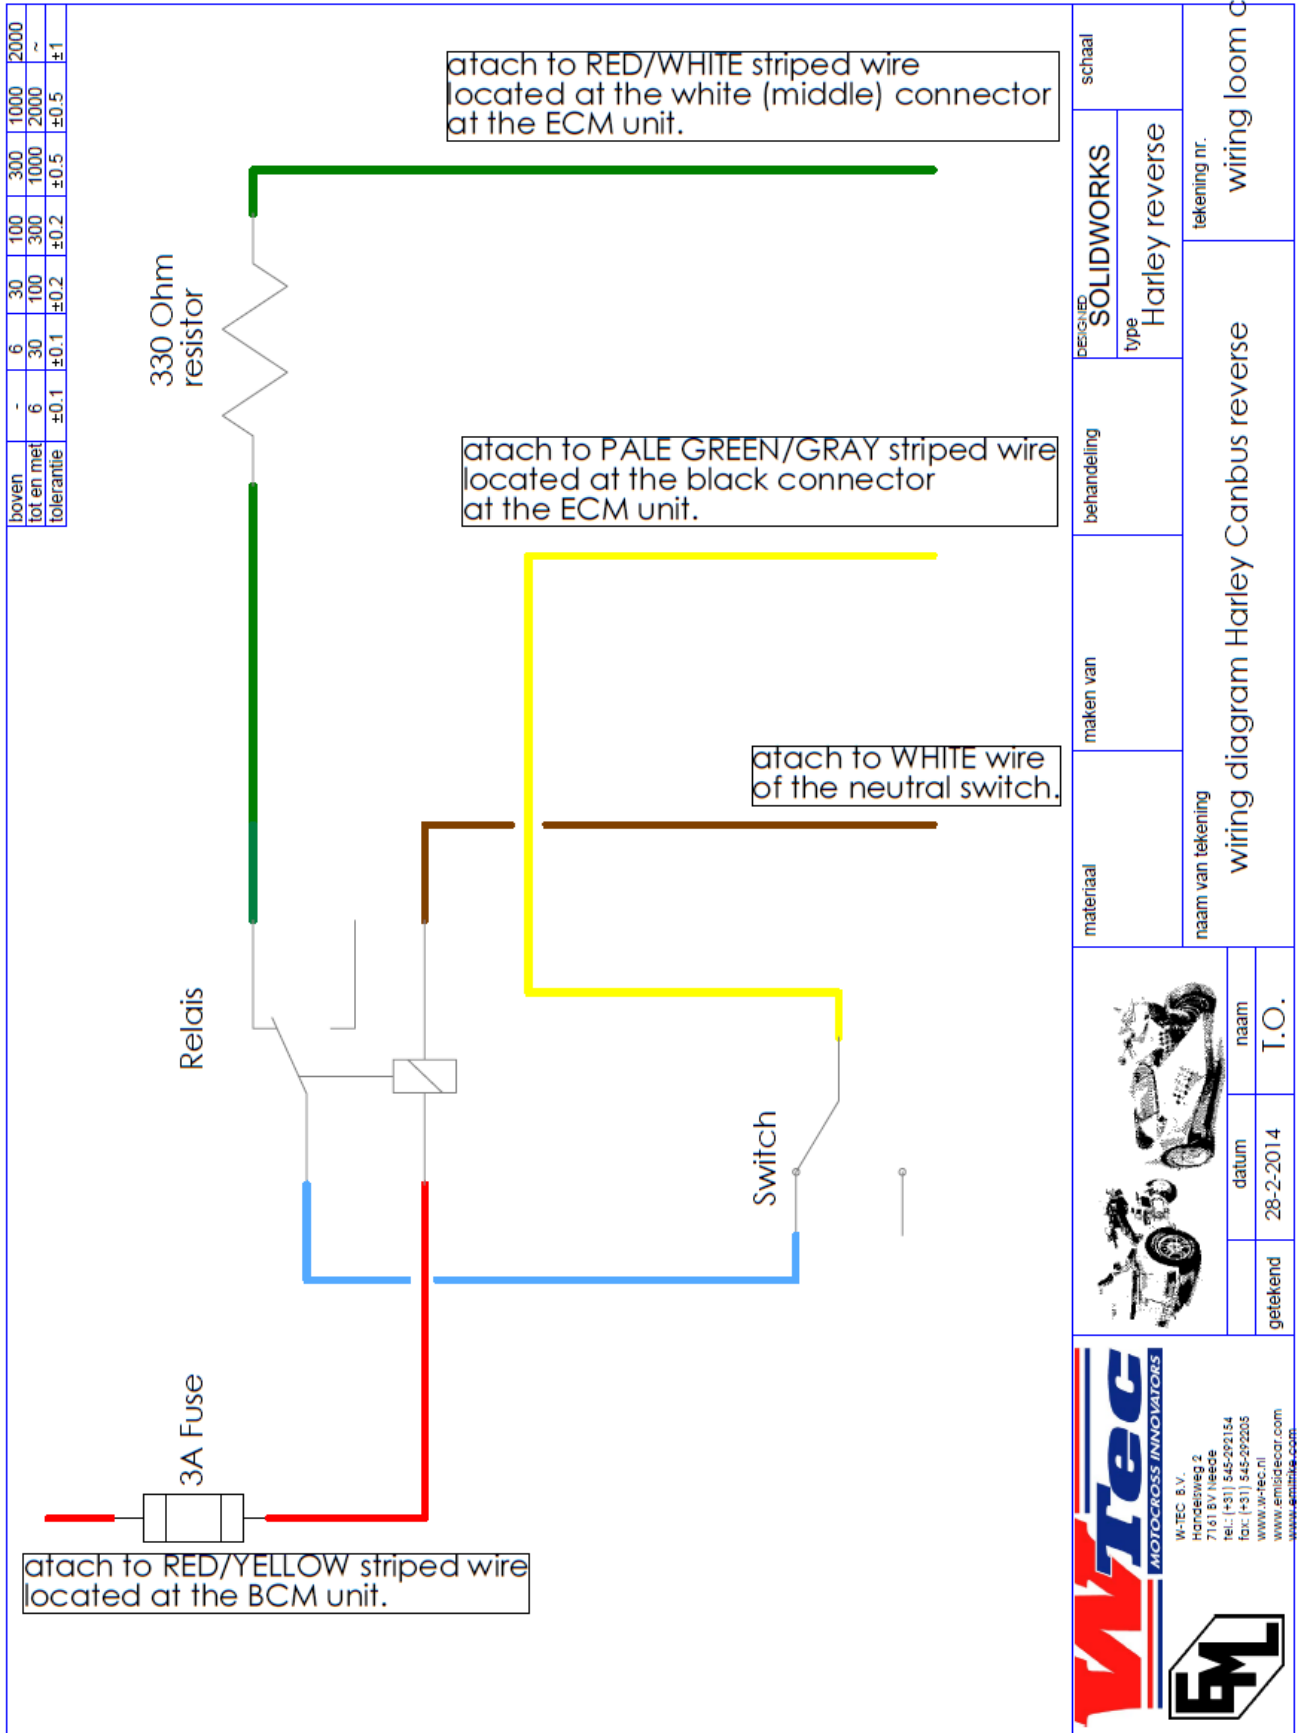 boven - 6 30 100 300 1000 2000
tot en met 6 30 100 300 1000 2000 ~
tolerantie ±0.1 ±0.1 ±0.2 ±0.2 ±0.5 ±0.5 ±1
atach to RED/WHITE striped wire
located at the white (middle) connector
at the ECM unit.
330 Ohm
resistor
atach to PALE GREEN/GRAY striped wire
located at the black connector
at the ECM unit.
atach to WHITE wire
of the neutral switch.
Relais
Switch
3A Fuse
atach to RED/YELLOW striped wire
located at the BCM unit.
materiaal
maken van
behandeling
DESIGNED
SOLIDWORKS
schaal
type
Harley reverse
naam van tekening
wiring diagram Harley Canbus reverse
tekening nr.
wiring loom
datum
naam
getekend
28-2-2014
T.O.
WTec
MOTOCROSS INNOVATORS
W-TEC B.V.
Handelsweg 2
7161 BV Neede
tel.: (+31) 545-292154
fax: (+31) 545-292205
www.w-tec.nl
www.emlsidecar.com
www.emltrike.com
EML